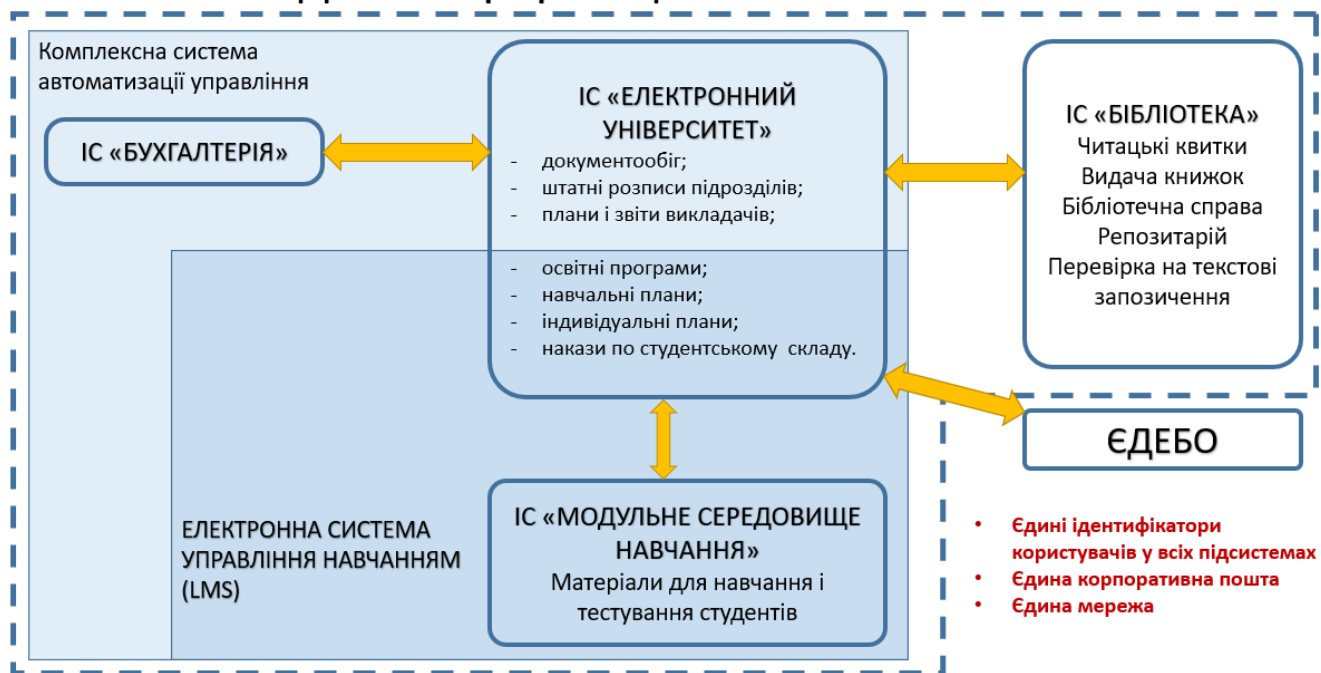 Комплексна система
автоматизації управління
ІС «БУХГАЛТЕРІЯ»
ІС «ЕЛЕКТРОННИЙ
УНІВЕРСИТЕТ»
- документообіг;
- штатні розписи підрозділів;
- плани і звіти викладачів;
- освітні програми;
- навчальні плани;
- індивідуальні плани;
- накази по студентському складу.
ІС «БІБЛІОТЕКА»
Читацькі квитки
Видача книжок
Бібліотечна справа
Репозитарій
Перевірка на текстові
запозичення
ЄДЕБО
ЕЛЕКТРОННА СИСТЕМА
УПРАВЛІННЯ НАВЧАННЯМ
(LMS)
ІС «МОДУЛЬНЕ СЕРЕДОВИЩЕ
НАВЧАННЯ»
Матеріали для навчання і
тестування студентів
• Єдині ідентифікатори
користувачів у всіх підсистемах
• Єдина корпоративна пошта
• Єдина мережа